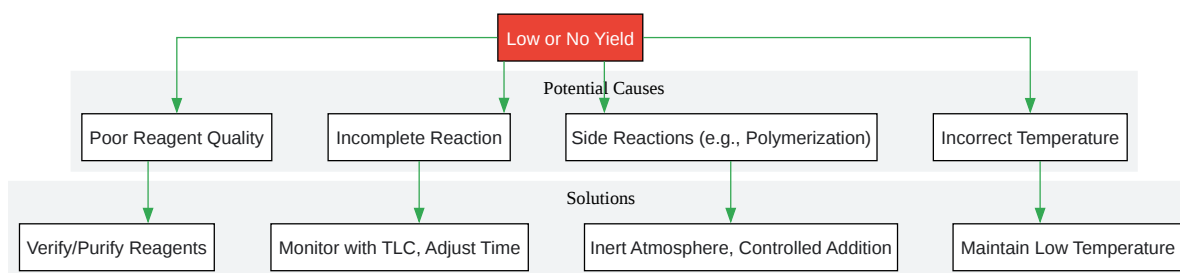 Low or No Yield
Potential Causes
Poor Reagent Quality
Incomplete Reaction
Side Reactions (e.g., Polymerization)
Incorrect Temperature
Solutions
Verify/Purify Reagents
Monitor with TLC, Adjust Time
Inert Atmosphere, Controlled Addition
Maintain Low Temperature